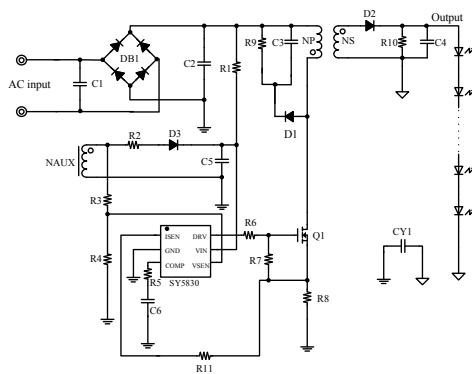 D2
Output
R9
C3
NP
NS
R10
C4
DB1
C2
R1
AC input
C1
D1
R2
D3
NAUX
C5
R3
ISEN
DRV
R6
GND
VIN
Q1
CY1
COMP
VSEN
R7
R4
R5
SY5830
R8
C6
R11